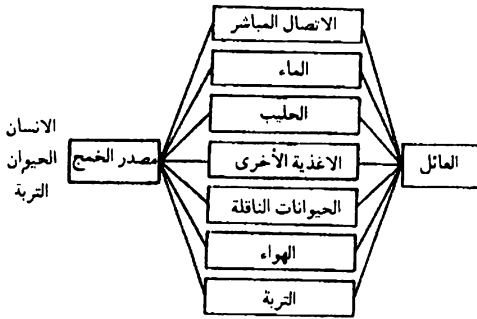 الاتصال المباشر
الماء
الحليب
الاغذية الأخرى
الحيوانات الناقلة
الهواء
التربة
العائل
مصدر الخمج
الانسان
الحيوان
التربة